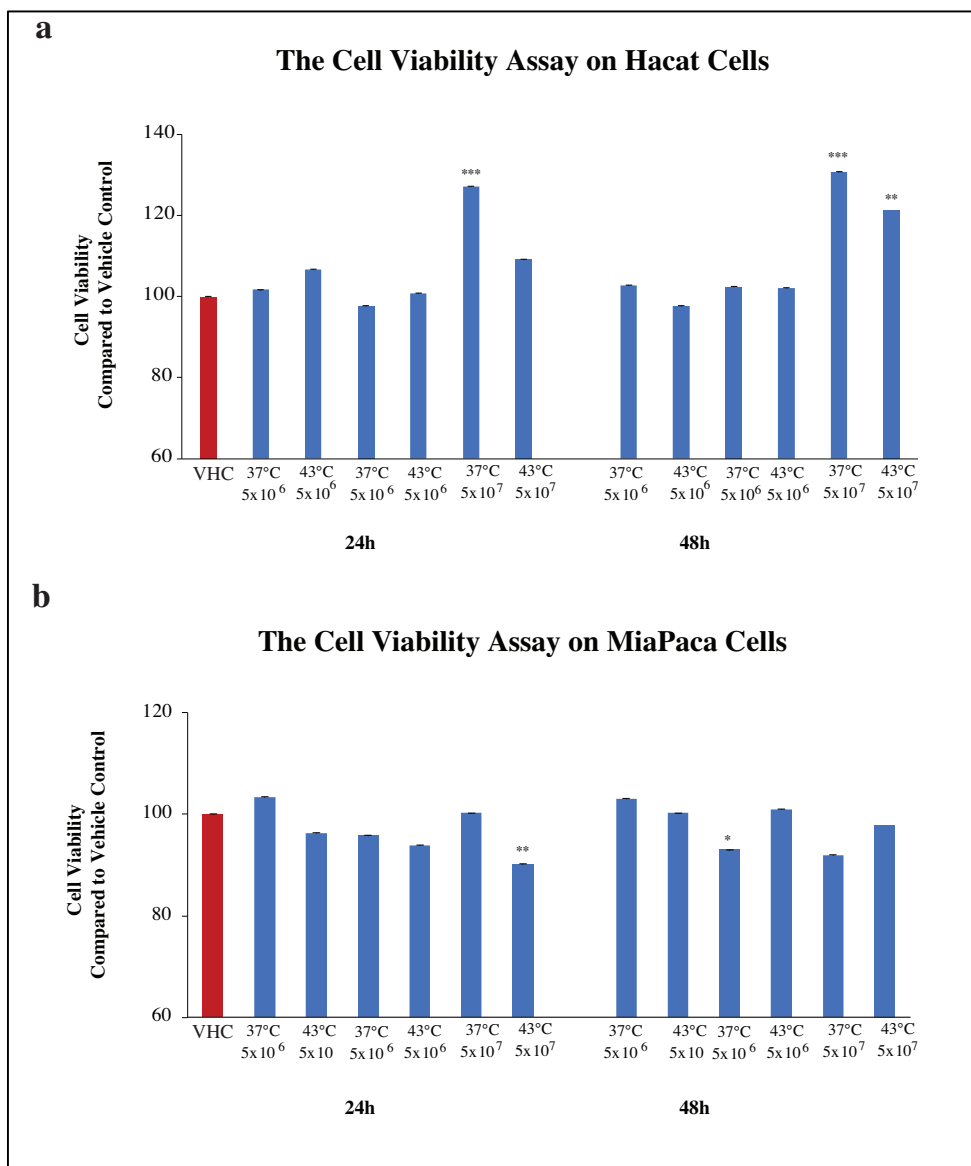 a
The Cell Viability Assay on Hacat Cells
Cell Viability
Compared to Vehicle Control
140
120
100
80
60
***
***
**
VHC 37°C 43°C 37°C 43°C 37°C 43°C 37°C 43°C 37°C 43°C 37°C 43°C
5x10^6 5x10^6 5x10^6 5x10^6 5x10^7 5x10^7 5x10^6 5x10^6 5x10^6 5x10^6 5x10^7 5x10^7
24h 48h
b
The Cell Viability Assay on MiaPaca Cells
Cell Viability
Compared to Vehicle Control
120
100
80
60
**
*
VHC 37°C 43°C 37°C 43°C 37°C 43°C 37°C 43°C 37°C 43°C 37°C 43°C
5x10^6 5x10 5x10^6 5x10^6 5x10^7 5x10^7 5x10^6 5x10 5x10^6 5x10^6 5x10^7 5x10^7
24h 48h